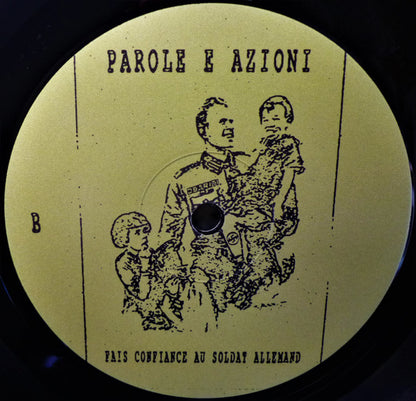 PAROLE E AZIONI
B
FAIS CONFIANCE AU SOLDAT ALLEMAND